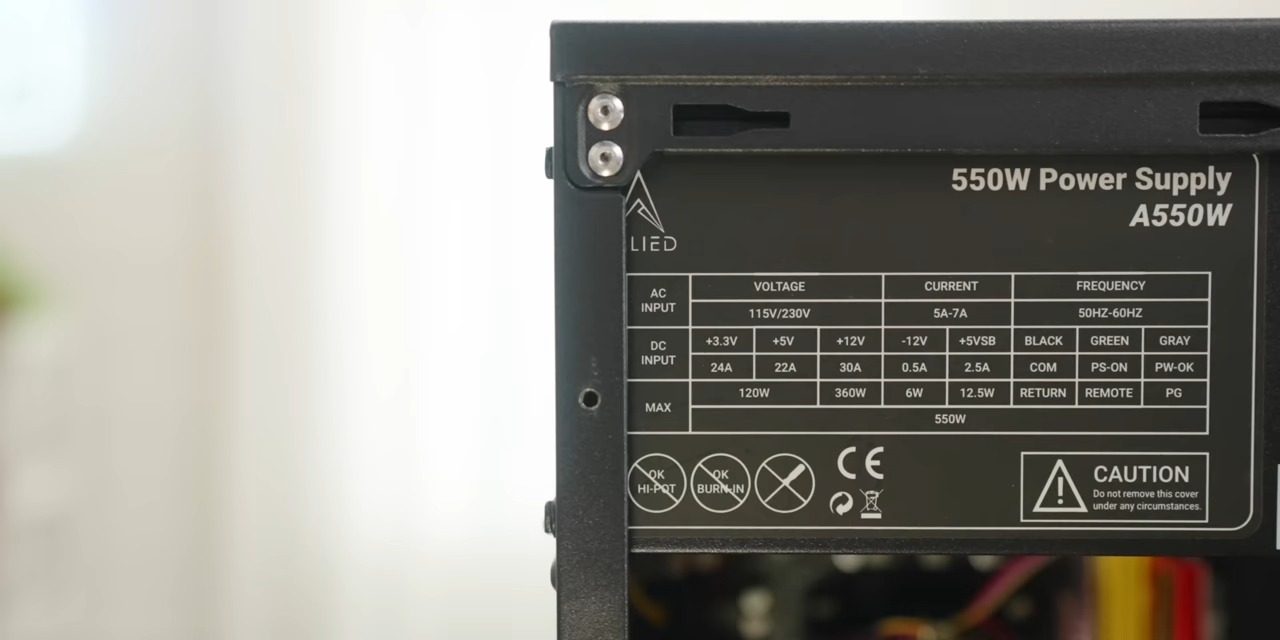 550W Power Supply
A550W
LIED
AC INPUT VOLTAGE CURRENT FREQUENCY
115V/230V 5A-7A 50HZ-60HZ
DC INPUT +3.3V +5V +12V -12V +5VSB BLACK GREEN GRAY
24A 22A 30A 0.5A 2.5A COM PS-ON PW-OK
MAX 120W 360W 6W 12.5W RETURN REMOTE PG
550W
OK
HI-POT
OK
BURN-IN
CE
CAUTION
Do not remove this cover
under any circumstances.